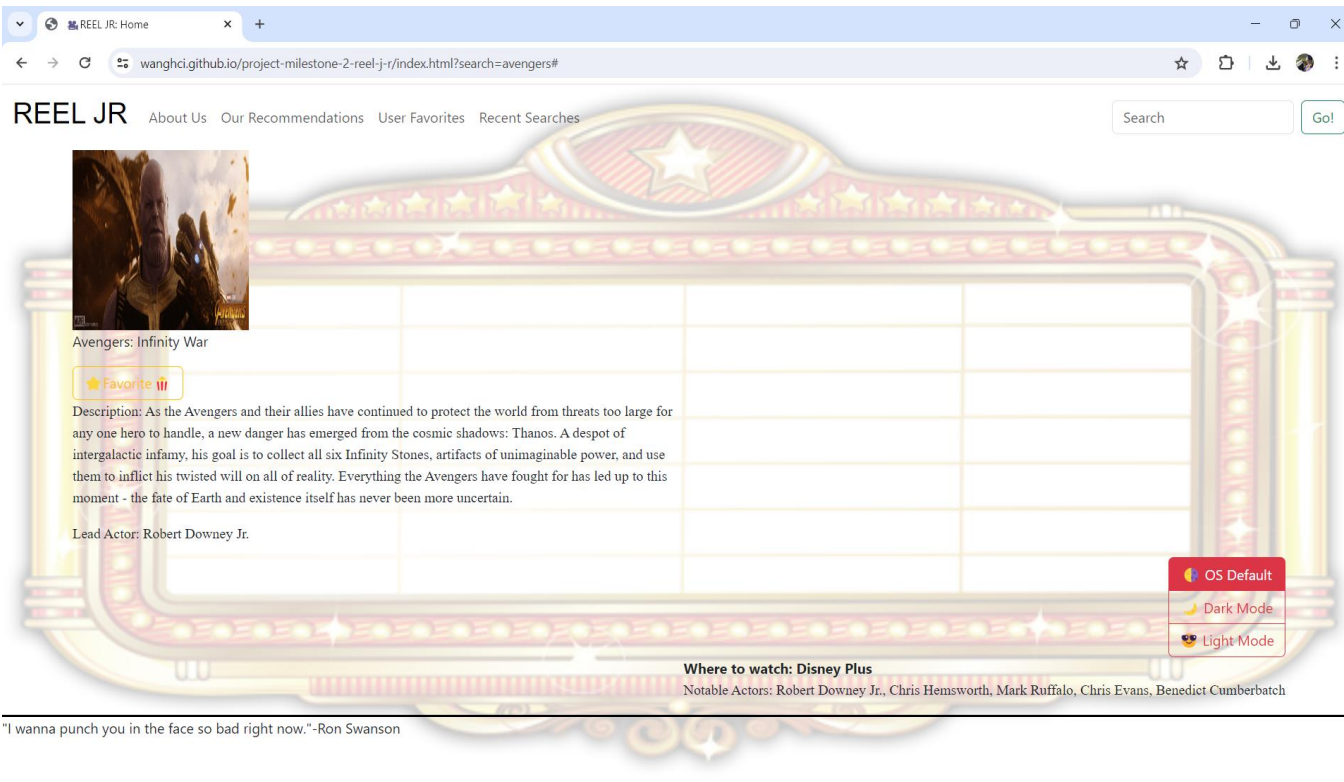 REEL JR: Home
wanghci.github.io/project-milestone-2-reel-j-r/index.html?search=avengers#
REEL JR About Us Our Recommendations User Favorites Recent Searches Search Go!
Avengers: Infinity War
Favorite
Description: As the Avengers and their allies have continued to protect the world from threats too large for
any one hero to handle, a new danger has emerged from the cosmic shadows: Thanos. A despot of
intergalactic infamy, his goal is to collect all six Infinity Stones, artifacts of unimaginable power, and use
them to inflict his twisted will on all of reality. Everything the Avengers have fought for has led up to this
moment - the fate of Earth and existence itself has never been more uncertain.
Lead Actor: Robert Downey Jr.
OS Default
Dark Mode
Light Mode
Where to watch: Disney Plus
Notable Actors: Robert Downey Jr., Chris Hemsworth, Mark Ruffalo, Chris Evans, Benedict Cumberbatch
"I wanna punch you in the face so bad right now."-Ron Swanson